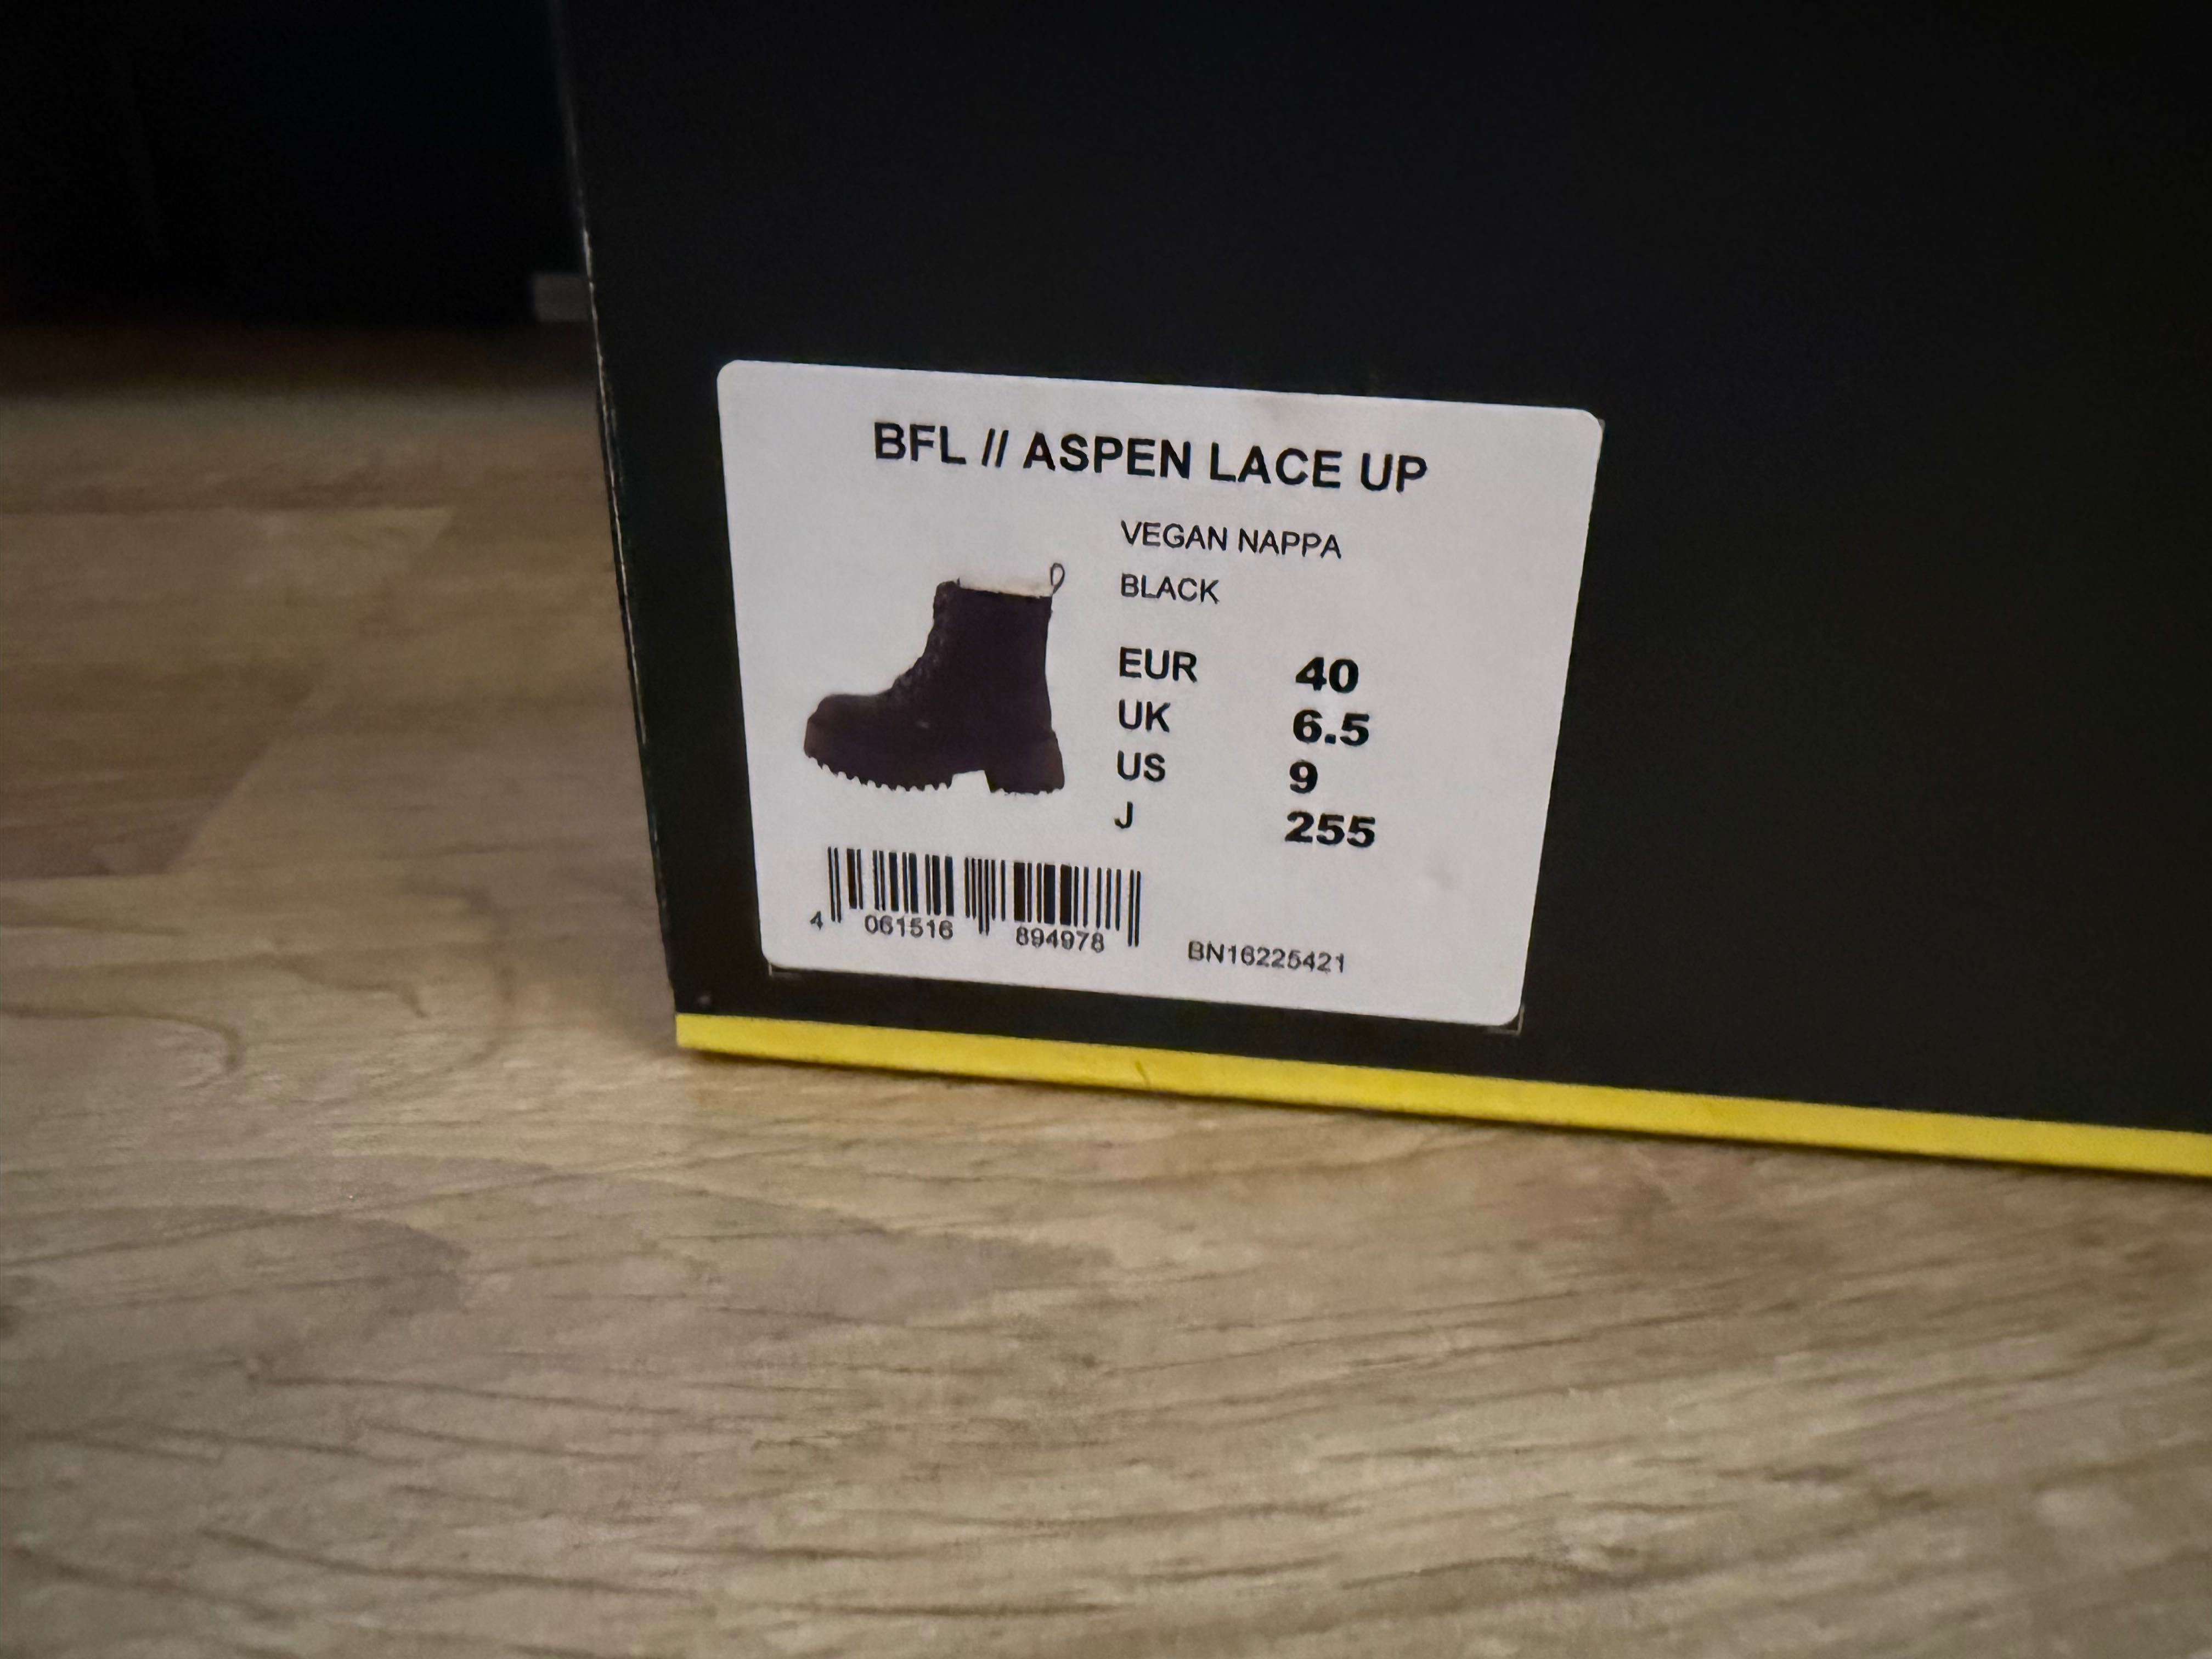 BFL // ASPEN LACE UP
VEGAN NAPPA
BLACK
EUR 40
UK 6.5
US 9
J 255
4 061516 894978
BN16225421